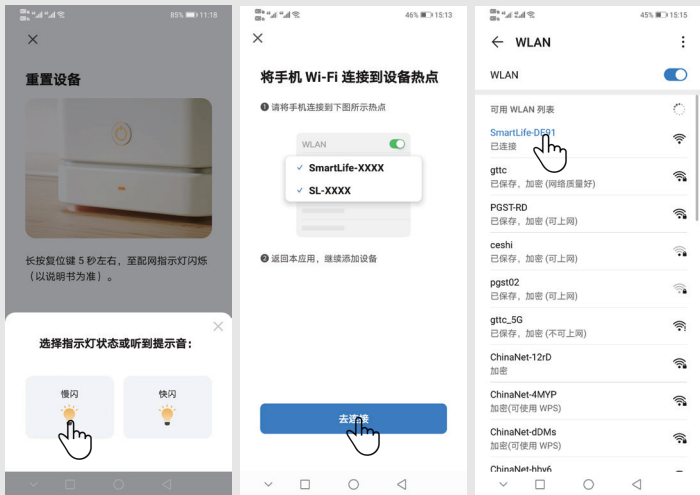 85% 11:18
重置设备
长按复位键 5 秒左右，至配网指示灯闪烁
（以说明书为准）。
选择指示灯状态或听到提示音：
慢闪
快闪
46% 15:13
将手机 Wi-Fi 连接到设备热点
❶ 请将手机连接到下图所示热点
WLAN
SmartLife-XXXX
SL-XXXX
❷ 返回本应用，继续添加设备
去连接
45% 15:15
WLAN
WLAN
可用 WLAN 列表
SmartLife-DF91
已连接
gttc
已保存，加密 (网络质量好)
PGST-RD
已保存，加密 (可上网)
ceshi
已保存，加密 (可上网)
pgst02
已保存，加密 (可上网)
gttc_5G
已保存，加密 (不可上网)
ChinaNet-12rD
加密
ChinaNet-4MYP
加密(可使用 WPS)
ChinaNet-dDMs
加密(可使用 WPS)
ChinaNet-hbv6